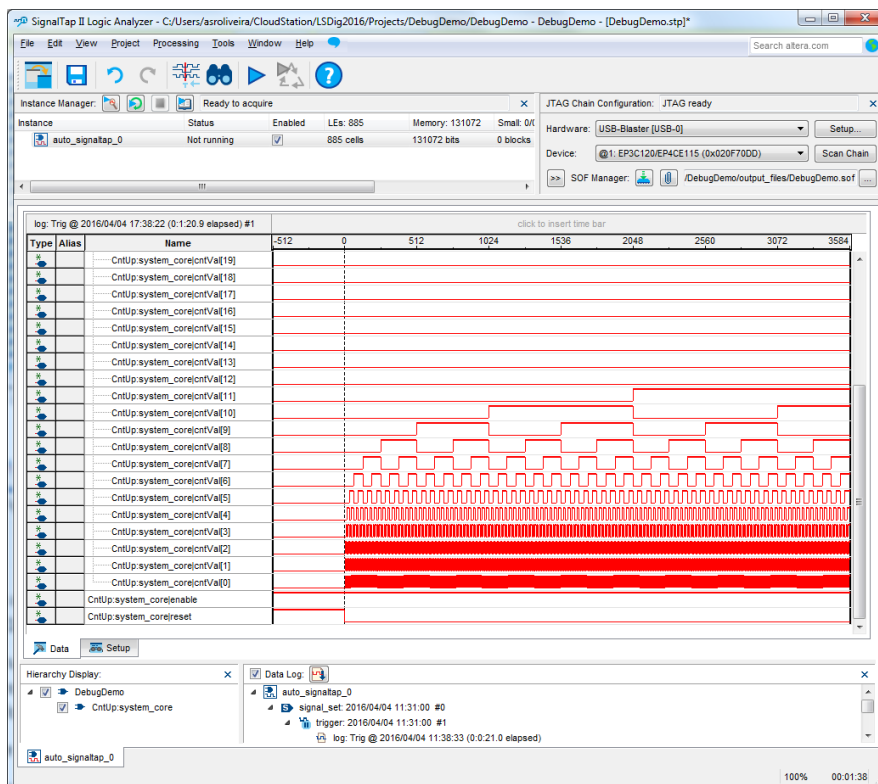 SignalTap II Logic Analyzer - C:/Users/asroliveira/CloudStation/LSDig2016/Projects/DebugDemo/DebugDemo - DebugDemo - [DebugDemo.stp]*
File Edit View Project Processing Tools Window Help
Search altera.com
Instance Manager: Ready to acquire
JTAG Chain Configuration: JTAG ready
Instance Status Enabled LEs: 885 Memory: 131072 Small: 0/0
auto_signaltap_0 Not running 885 cells 131072 bits 0 blocks
Hardware: USB-Blaster [USB-0] Setup...
Device: @1: EP3C120/EP4CE115 (0x020F70DD) Scan Chain
>> SOF Manager: /DebugDemo/output_files/DebugDemo.sof ...
log: Trig @ 2016/04/04 17:38:22 (0:1:20.9 elapsed) #1
click to insert time bar
Type Alias Name -512 0 512 1024 1536 2048 2560 3072 3584
CntUp:system_core|cntVal[19]
CntUp:system_core|cntVal[18]
CntUp:system_core|cntVal[17]
CntUp:system_core|cntVal[16]
CntUp:system_core|cntVal[15]
CntUp:system_core|cntVal[14]
CntUp:system_core|cntVal[13]
CntUp:system_core|cntVal[12]
CntUp:system_core|cntVal[11]
CntUp:system_core|cntVal[10]
CntUp:system_core|cntVal[9]
CntUp:system_core|cntVal[8]
CntUp:system_core|cntVal[7]
CntUp:system_core|cntVal[6]
CntUp:system_core|cntVal[5]
CntUp:system_core|cntVal[4]
CntUp:system_core|cntVal[3]
CntUp:system_core|cntVal[2]
CntUp:system_core|cntVal[1]
CntUp:system_core|cntVal[0]
CntUp:system_core|enable
CntUp:system_core|reset
Data Setup
Hierarchy Display:
DebugDemo
CntUp:system_core
Data Log:
auto_signaltap_0
signal_set: 2016/04/04 11:31:00 #0
trigger: 2016/04/04 11:31:00 #1
log: Trig @ 2016/04/04 11:38:33 (0:0:21.0 elapsed)
auto_signaltap_0
100% 00:01:38